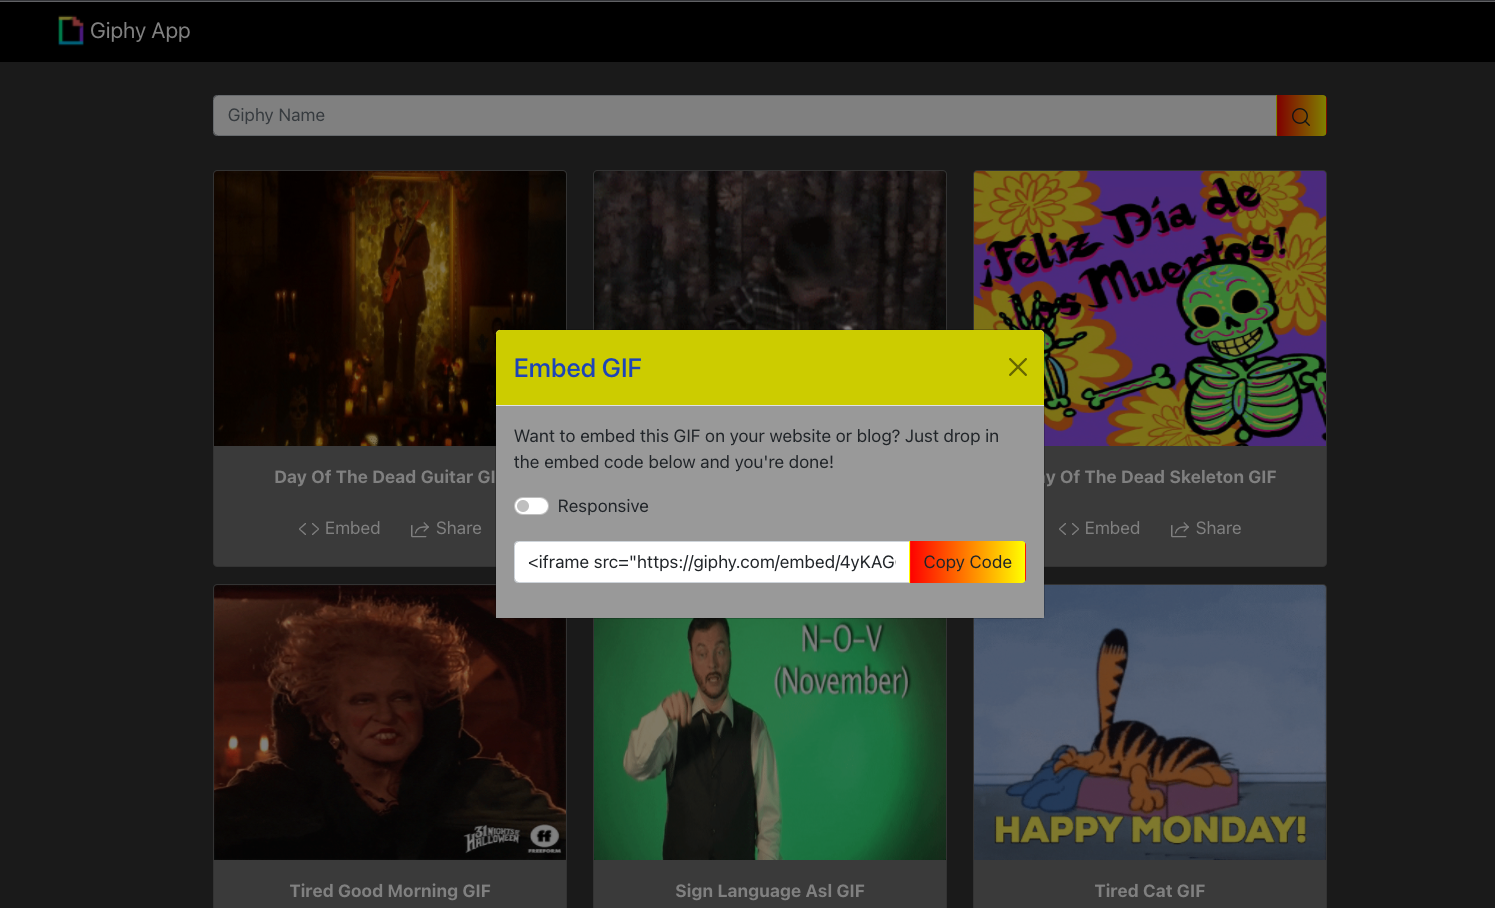 Giphy App
Giphy Name
¡Feliz Día de
los Muertos!
Embed GIF
Want to embed this GIF on your website or blog? Just drop in
the embed code below and you're done!
Responsive
<iframe src="https://giphy.com/embed/4yKAG
Copy Code
Day Of The Dead Guitar GI
y Of The Dead Skeleton GIF
Embed
Share
Embed
Share
31 NIGHTS OF
HALLOWEEN
ff
FREEFORM
N-O-V
(November)
HAPPY MONDAY!
Tired Good Morning GIF
Sign Language Asl GIF
Tired Cat GIF